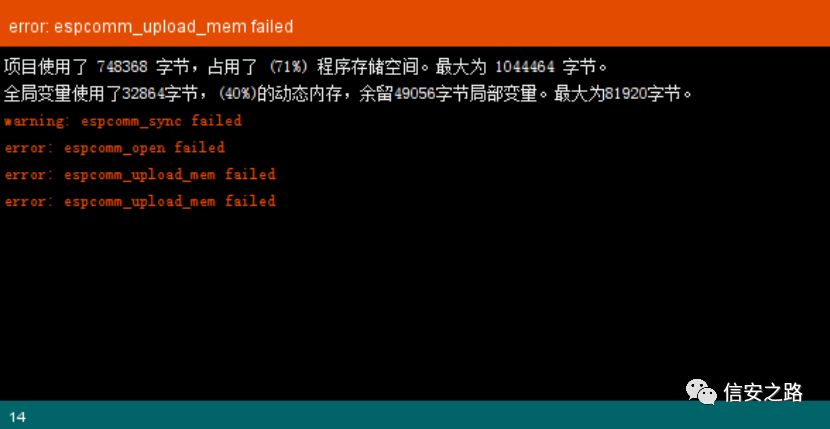 error: espcomm_upload_mem failed
项目使用了 748368 字节，占用了 (71%) 程序存储空间。最大为 1044464 字节。
全局变量使用了32864字节，(40%)的动态内存，余留49056字节局部变量。最大为81920字节。
warning: espcomm_sync failed
error: espcomm_open failed
error: espcomm_upload_mem failed
error: espcomm_upload_mem failed
信安之路
14